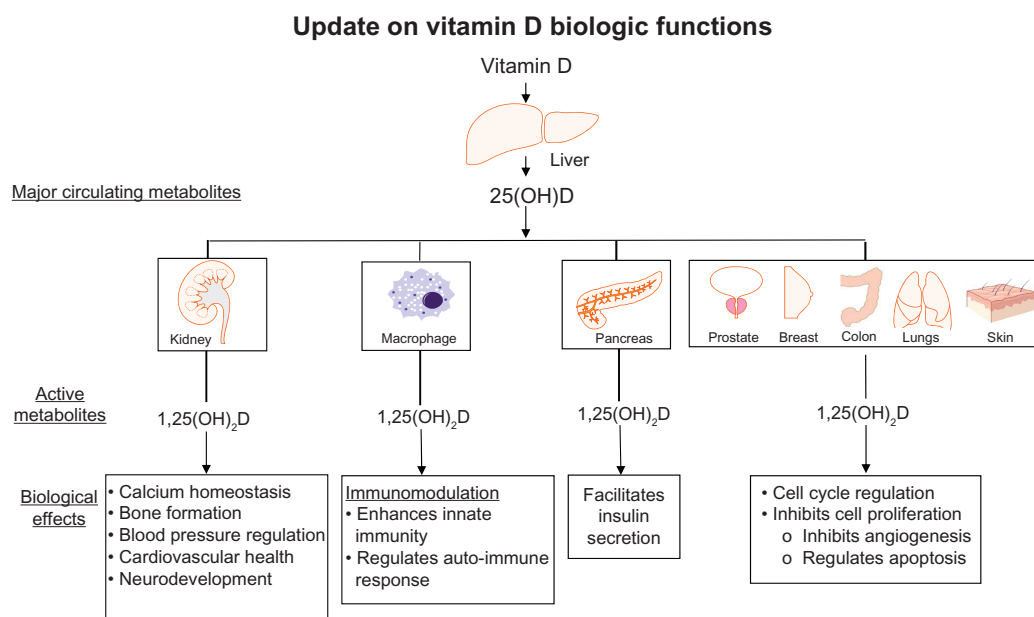 Update on vitamin D biologic functions
Vitamin D
Liver
Major circulating metabolites
25(OH)D
Kidney
Macrophage
Pancreas
Prostate
Breast
Colon
Lungs
Skin
Active
metabolites
1,25(OH)₂D
1,25(OH)₂D
1,25(OH)₂D
1,25(OH)₂D
Biological
effects
• Calcium homeostasis
• Bone formation
• Blood pressure regulation
• Cardiovascular health
• Neurodevelopment
Immunomodulation
• Enhances innate
immunity
• Regulates auto-immune
response
Facilitates
insulin
secretion
• Cell cycle regulation
• Inhibits cell proliferation
o Inhibits angiogenesis
o Regulates apoptosis